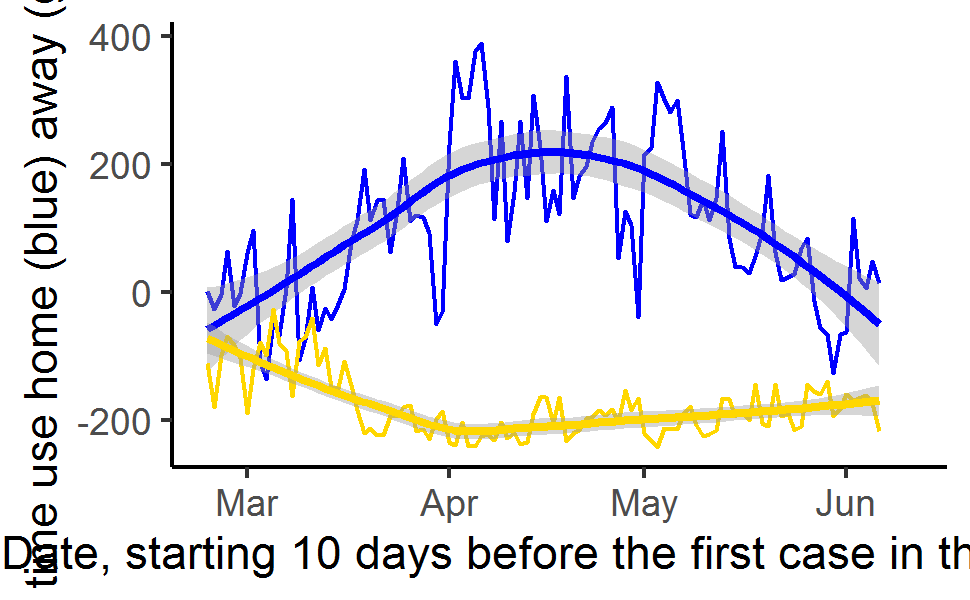 time use home (blue) away (
400
200
0
-200
Mar Apr May Jun
Date, starting 10 days before the first case in th